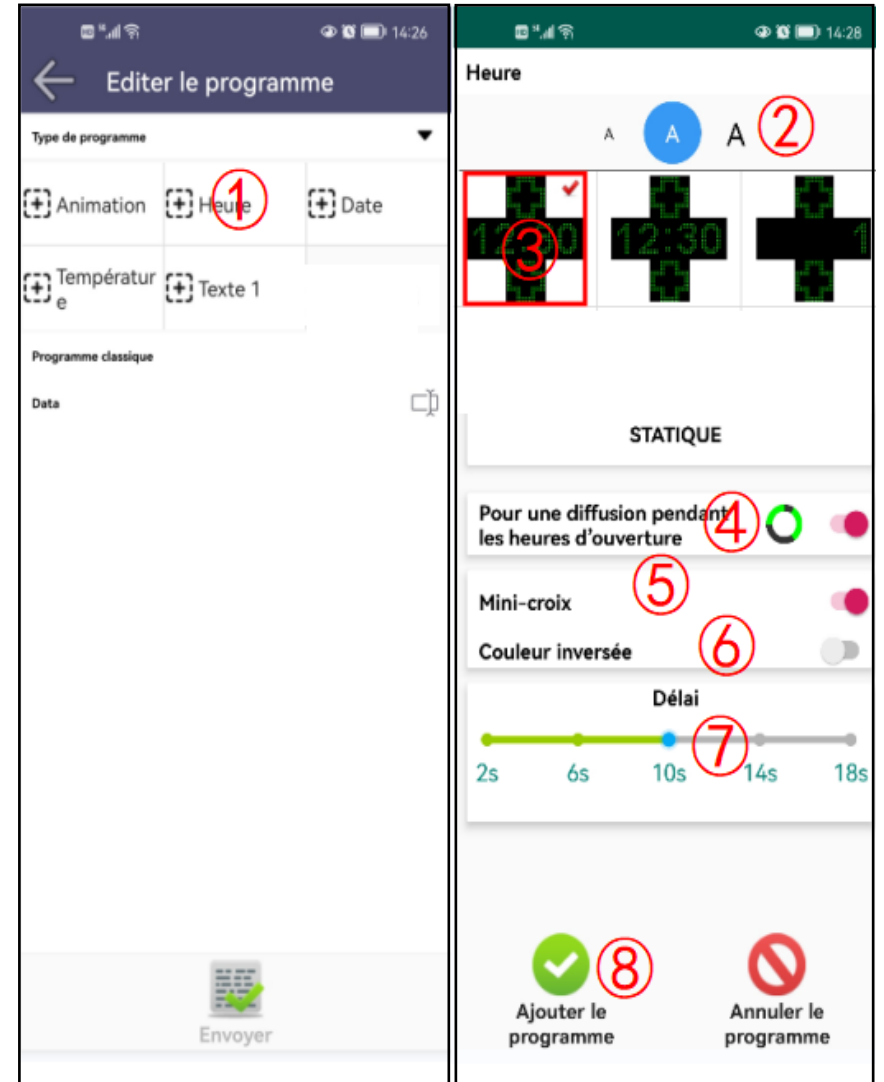 14:26
Editer le programme
Type de programme
Animation
① Heure
Date
Températur
e
Texte 1
Programme classique
Data
Envoyer
14:28
Heure
A A A ②
12:30
③
12:30
1
STATIQUE
Pour une diffusion pendant
les heures d'ouverture
④
⑤
Mini-croix
Couleur inversée ⑥
Délai
⑦
2s 6s 10s 14s 18s
⑧
Ajouter le
programme
Annuler le
programme